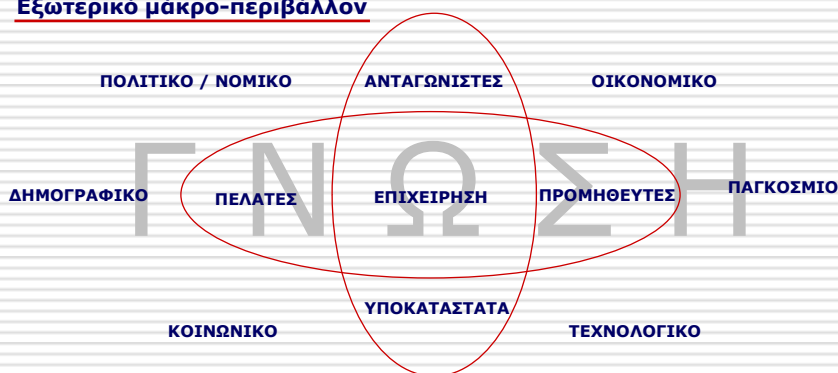 Εξωτερικό μάκρο-περιβάλλον
ΠΟΛΙΤΙΚΟ / ΝΟΜΙΚΟ ΑΝΤΑΓΩΝΙΣΤΕΣ ΟΙΚΟΝΟΜΙΚΟ
ΓΝΩΣΗ
ΔΗΜΟΓΡΑΦΙΚΟ ΠΕΛΑΤΕΣ ΕΠΙΧΕΙΡΗΣΗ ΠΡΟΜΗΘΕΥΤΕΣ ΠΑΓΚΟΣΜΙΟ
ΥΠΟΚΑΤΑΣΤΑΤΑ
ΚΟΙΝΩΝΙΚΟ ΤΕΧΝΟΛΟΓΙΚΟ